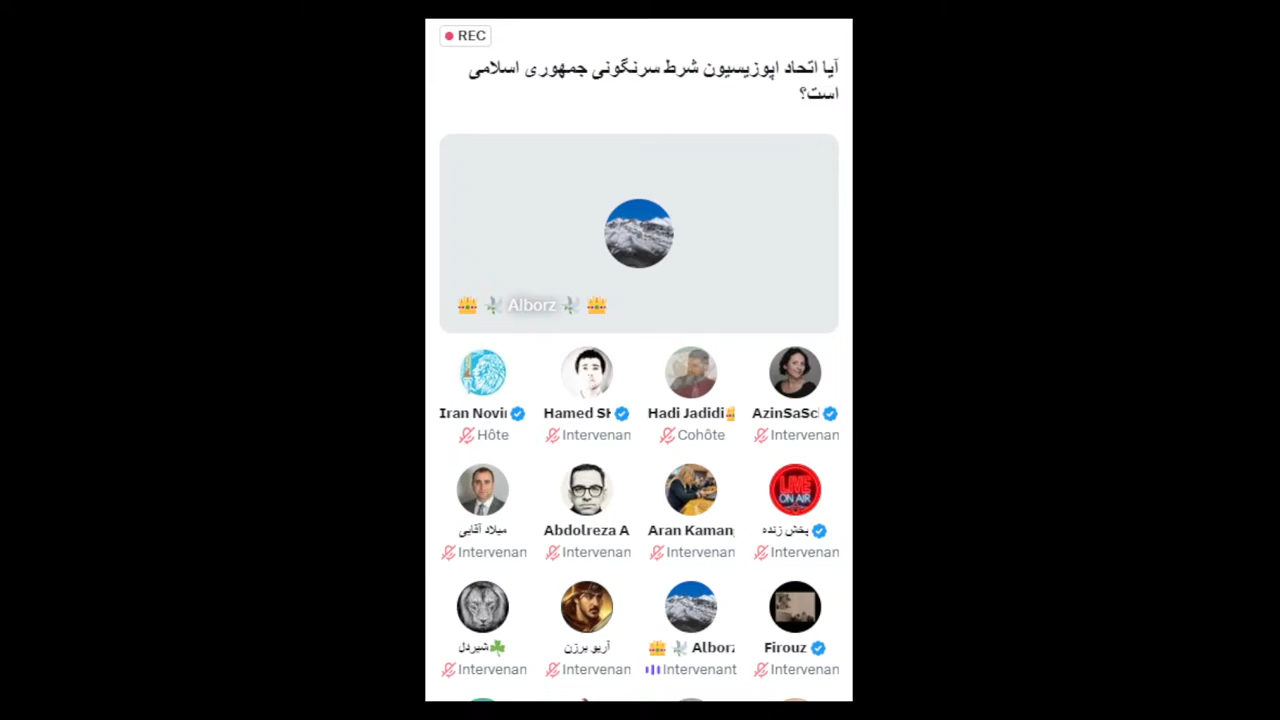 REC
آیا اتحاد اپوزیسیون شرط سرنگونی جمهوری اسلامی
است؟
Alborz
Iran Novin Hamed SH Hadi Jadidi AzinSaSc
Hôte Intervenan Cohôte Intervenan
میلاد آقایی Abdolreza A Aran Kaman پخش زنده
Intervenan Intervenan Intervenan Intervenan
LIVE
ON AIR
شیردل آریو برزن Alborz Firouz
Intervenan Intervenan Intervenant Intervenan